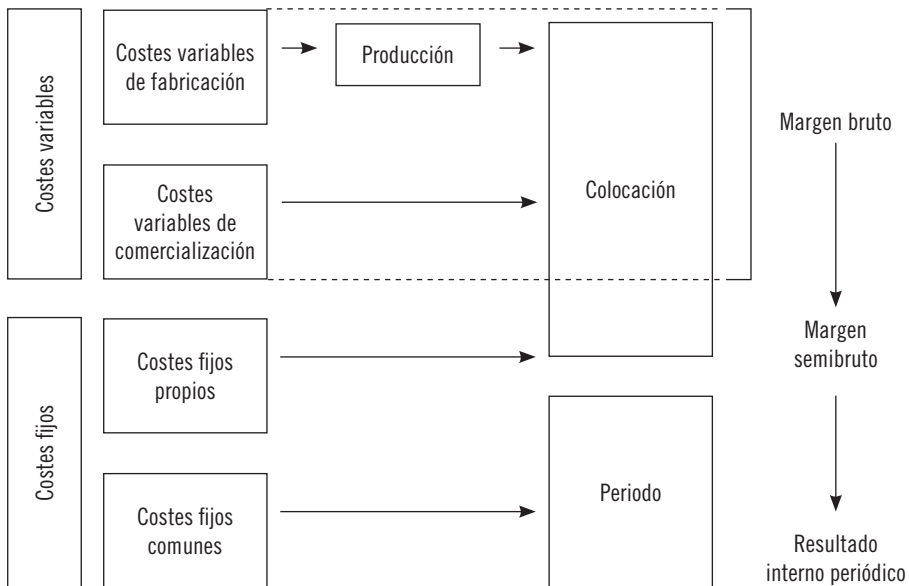 Costes variables
Costes variables
de fabricación
Producción
Colocación
Margen bruto
Costes
variables de
comercialización
Costes fijos
Costes fijos
propios
Margen
semibruto
Costes fijos
comunes
Periodo
Resultado
interno periódico